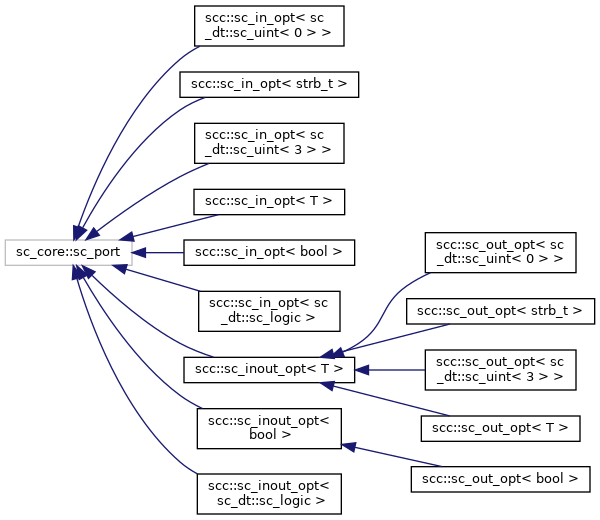 sc_core::sc_port
scc::sc_in_opt< sc
_dt::sc_uint< 0 > >
scc::sc_in_opt< strb_t >
scc::sc_in_opt< sc
_dt::sc_uint< 3 > >
scc::sc_in_opt< T >
scc::sc_in_opt< bool >
scc::sc_in_opt< sc
_dt::sc_logic >
scc::sc_inout_opt< T >
scc::sc_inout_opt<
bool >
scc::sc_inout_opt<
sc_dt::sc_logic >
scc::sc_out_opt< sc
_dt::sc_uint< 0 > >
scc::sc_out_opt< strb_t >
scc::sc_out_opt< sc
_dt::sc_uint< 3 > >
scc::sc_out_opt< T >
scc::sc_out_opt< bool >